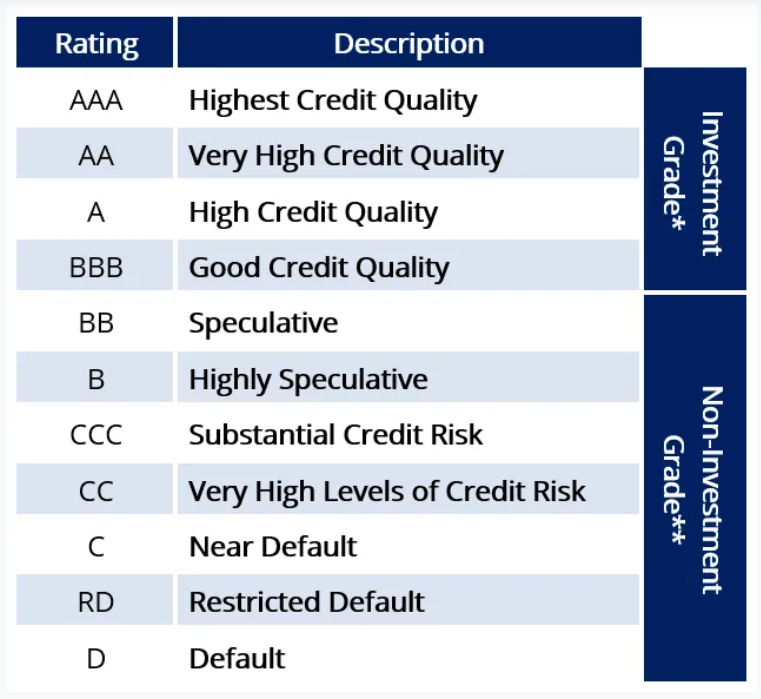 Rating Description
AAA Highest Credit Quality
AA Very High Credit Quality
A High Credit Quality
BBB Good Credit Quality
Investment
Grade*
BB Speculative
B Highly Speculative
CCC Substantial Credit Risk
CC Very High Levels of Credit Risk
C Near Default
RD Restricted Default
D Default
Non-Investment
Grade**